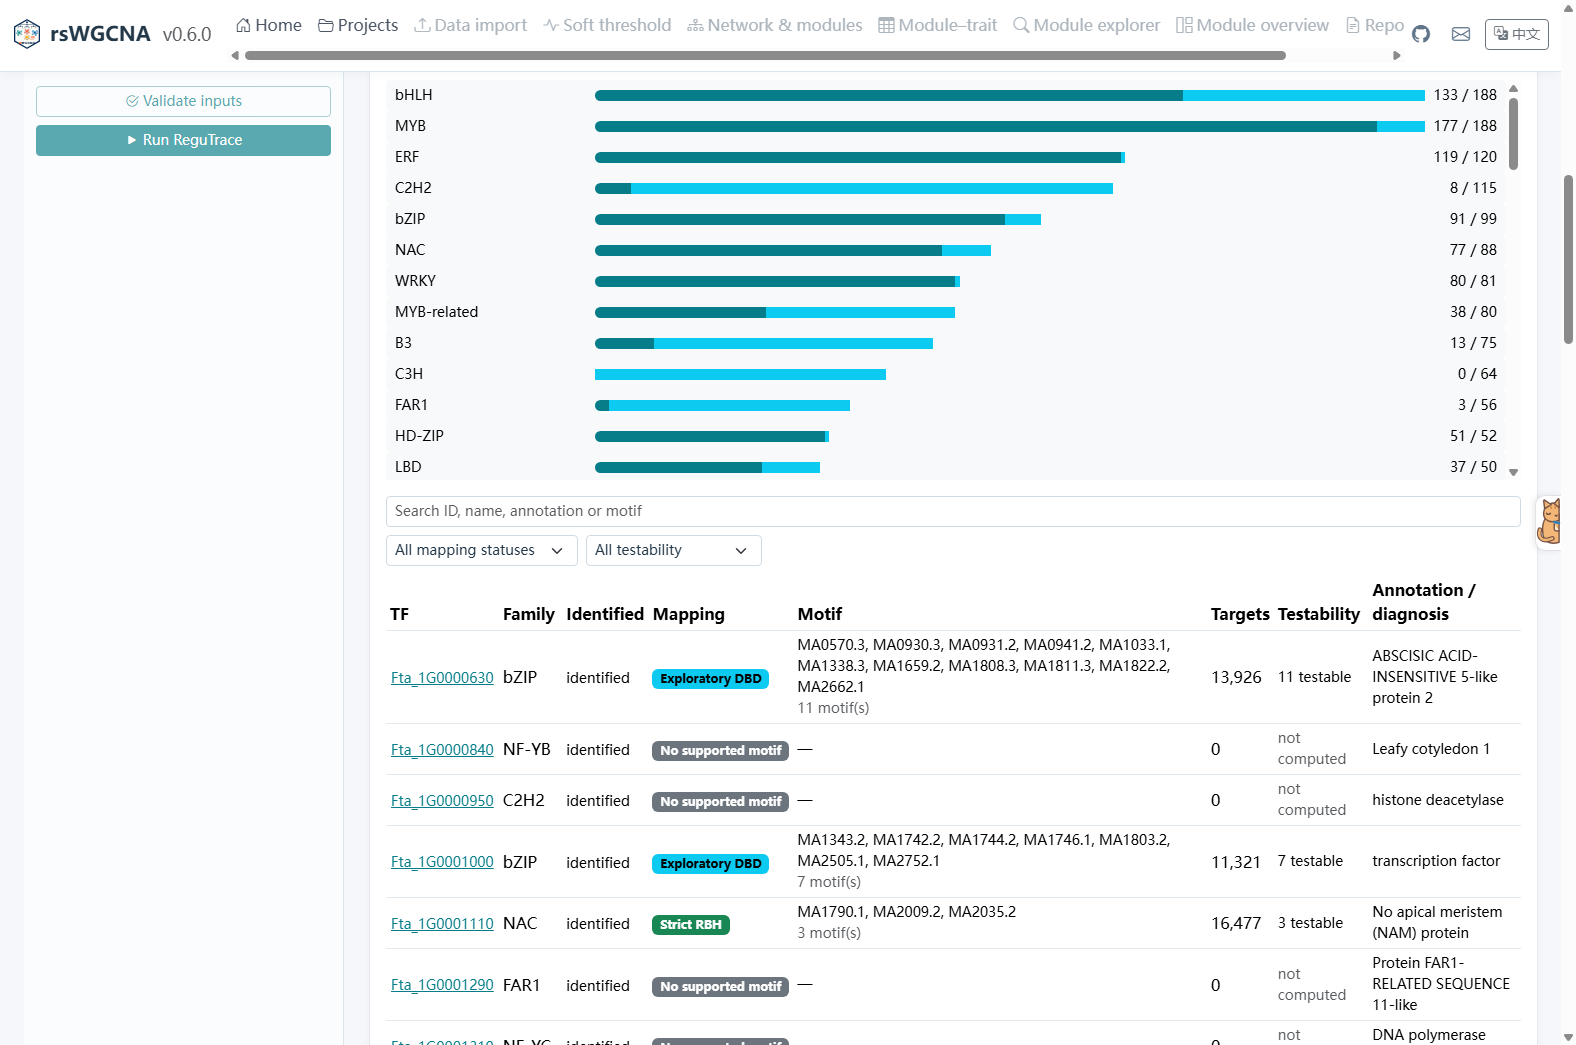 rsWGCNA v0.6.0
Home Projects Data import Soft threshold Network & modules Module–trait Module explorer Module overview Repo
中文
Validate inputs
Run ReguTrace
bHLH 133 / 188
MYB 177 / 188
ERF 119 / 120
C2H2 8 / 115
bZIP 91 / 99
NAC 77 / 88
WRKY 80 / 81
MYB-related 38 / 80
B3 13 / 75
C3H 0 / 64
FAR1 3 / 56
HD-ZIP 51 / 52
LBD 37 / 50
Search ID, name, annotation or motif
All mapping statuses All testability
Annotation /
TF Family Identified Mapping Motif Targets Testability diagnosis
MA0570.3, MA0930.3, MA0931.2, MA0941.2, MA1033.1,
MA1338.3, MA1659.2, MA1808.3, MA1811.3, MA1822.2,
MA2662.1
11 motif(s)
Fta_1G0000630 bZIP identified Exploratory DBD 13,926 11 testable
ABSCISIC ACID-
INSENSITIVE 5-like
protein 2
Fta_1G0000840 NF-YB identified No supported motif — 0 not
computed
Leafy cotyledon 1
Fta_1G0000950 C2H2 identified No supported motif — 0 not
computed
histone deacetylase
MA1343.2, MA1742.2, MA1744.2, MA1746.1, MA1803.2,
MA2505.1, MA2752.1
7 motif(s)
Fta_1G0001000 bZIP identified Exploratory DBD 11,321 7 testable transcription factor
MA1790.1, MA2009.2, MA2035.2
3 motif(s)
Fta_1G0001110 NAC identified Strict RBH 16,477 3 testable
No apical meristem
(NAM) protein
Fta_1G0001290 FAR1 identified No supported motif — 0 not
computed
Protein FAR1-
RELATED SEQUENCE
11-like
not
DNA polymerase
Fta_1G0001310 NF-YC identified No supported motif